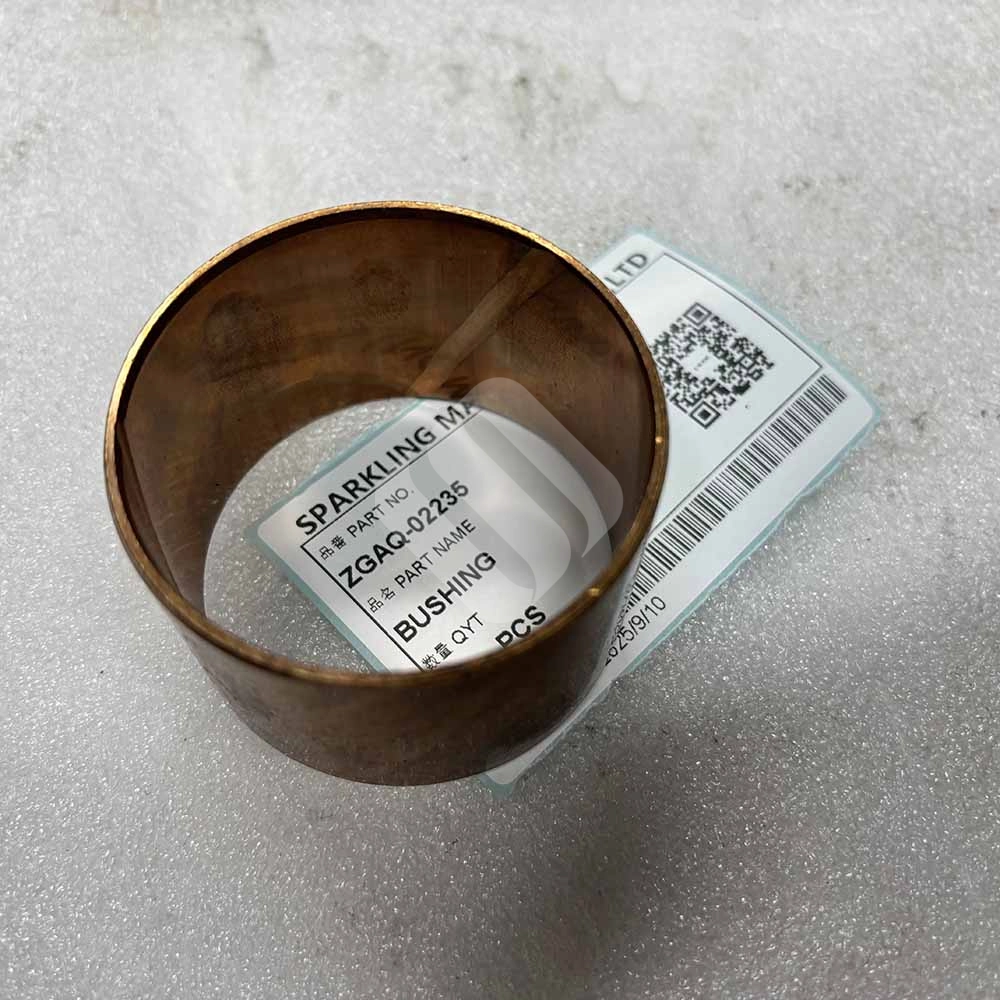 SPARKLING MA LTD
品番 PART NO.
ZGAQ-02235
品名 PART NAME
BUSHING
数量 QYT
PCS
2025/9/10